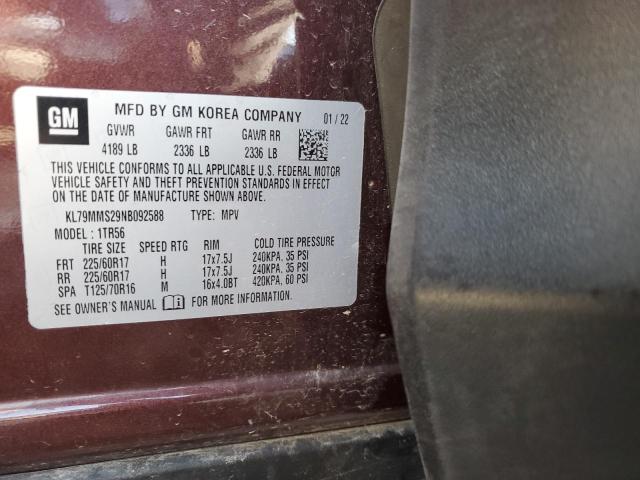 GM
MFD BY GM KOREA COMPANY 01 / 22
GVWR GAWR FRT GAWR RR
4189 LB 2336 LB 2336 LB
THIS VEHICLE CONFORMS TO ALL APPLICABLE U.S. FEDERAL MOTOR
VEHICLE SAFETY AND THEFT PREVENTION STANDARDS IN EFFECT
ON THE DATE OF MANUFACTURE SHOWN ABOVE.
KL79MMS29NB092588 TYPE: MPV
MODEL : 1TR56
TIRE SIZE SPEED RTG RIM COLD TIRE PRESSURE
FRT 225/60R17 H 17x7.5J 240KPA, 35 PSI
RR 225/60R17 H 17x7.5J 240KPA, 35 PSI
SPA T125/70R16 M 16x4.0BT 420KPA, 60 PSI
SEE OWNER'S MANUAL FOR MORE INFORMATION.